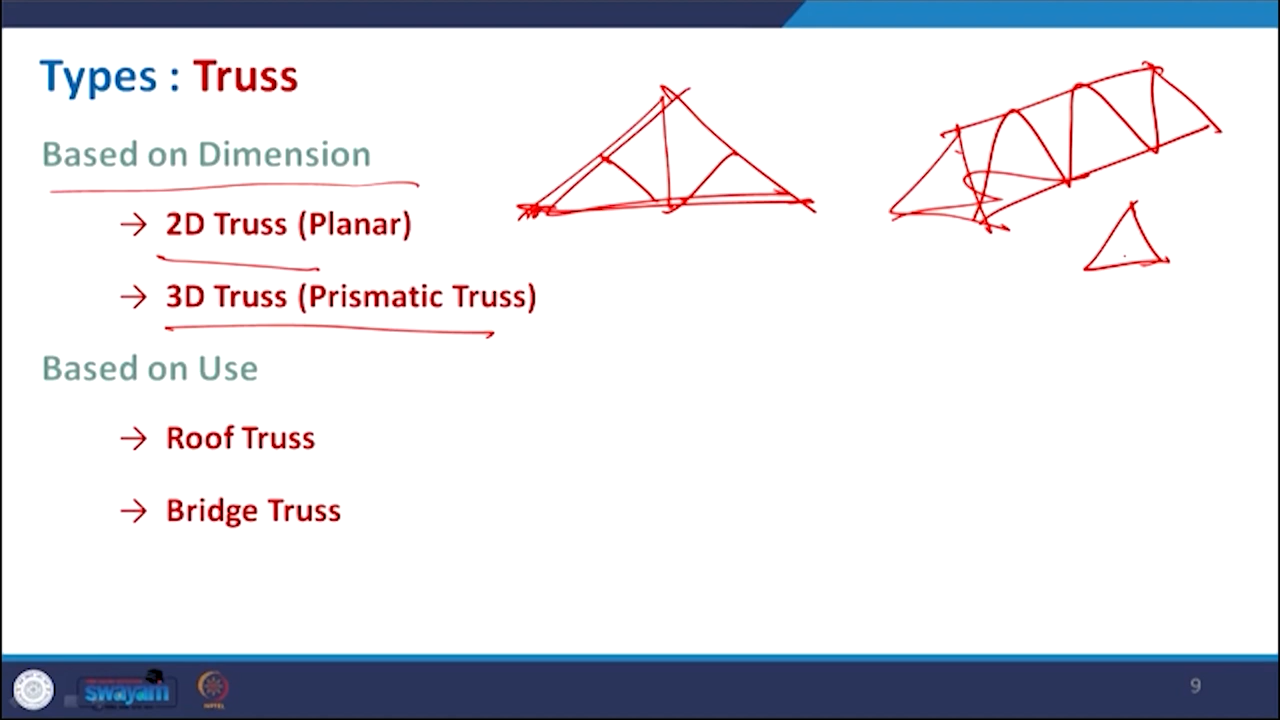 Types : Truss
Based on Dimension
→ 2D Truss (Planar)
→ 3D Truss (Prismatic Truss)
Based on Use
→ Roof Truss
→ Bridge Truss
swayam
9